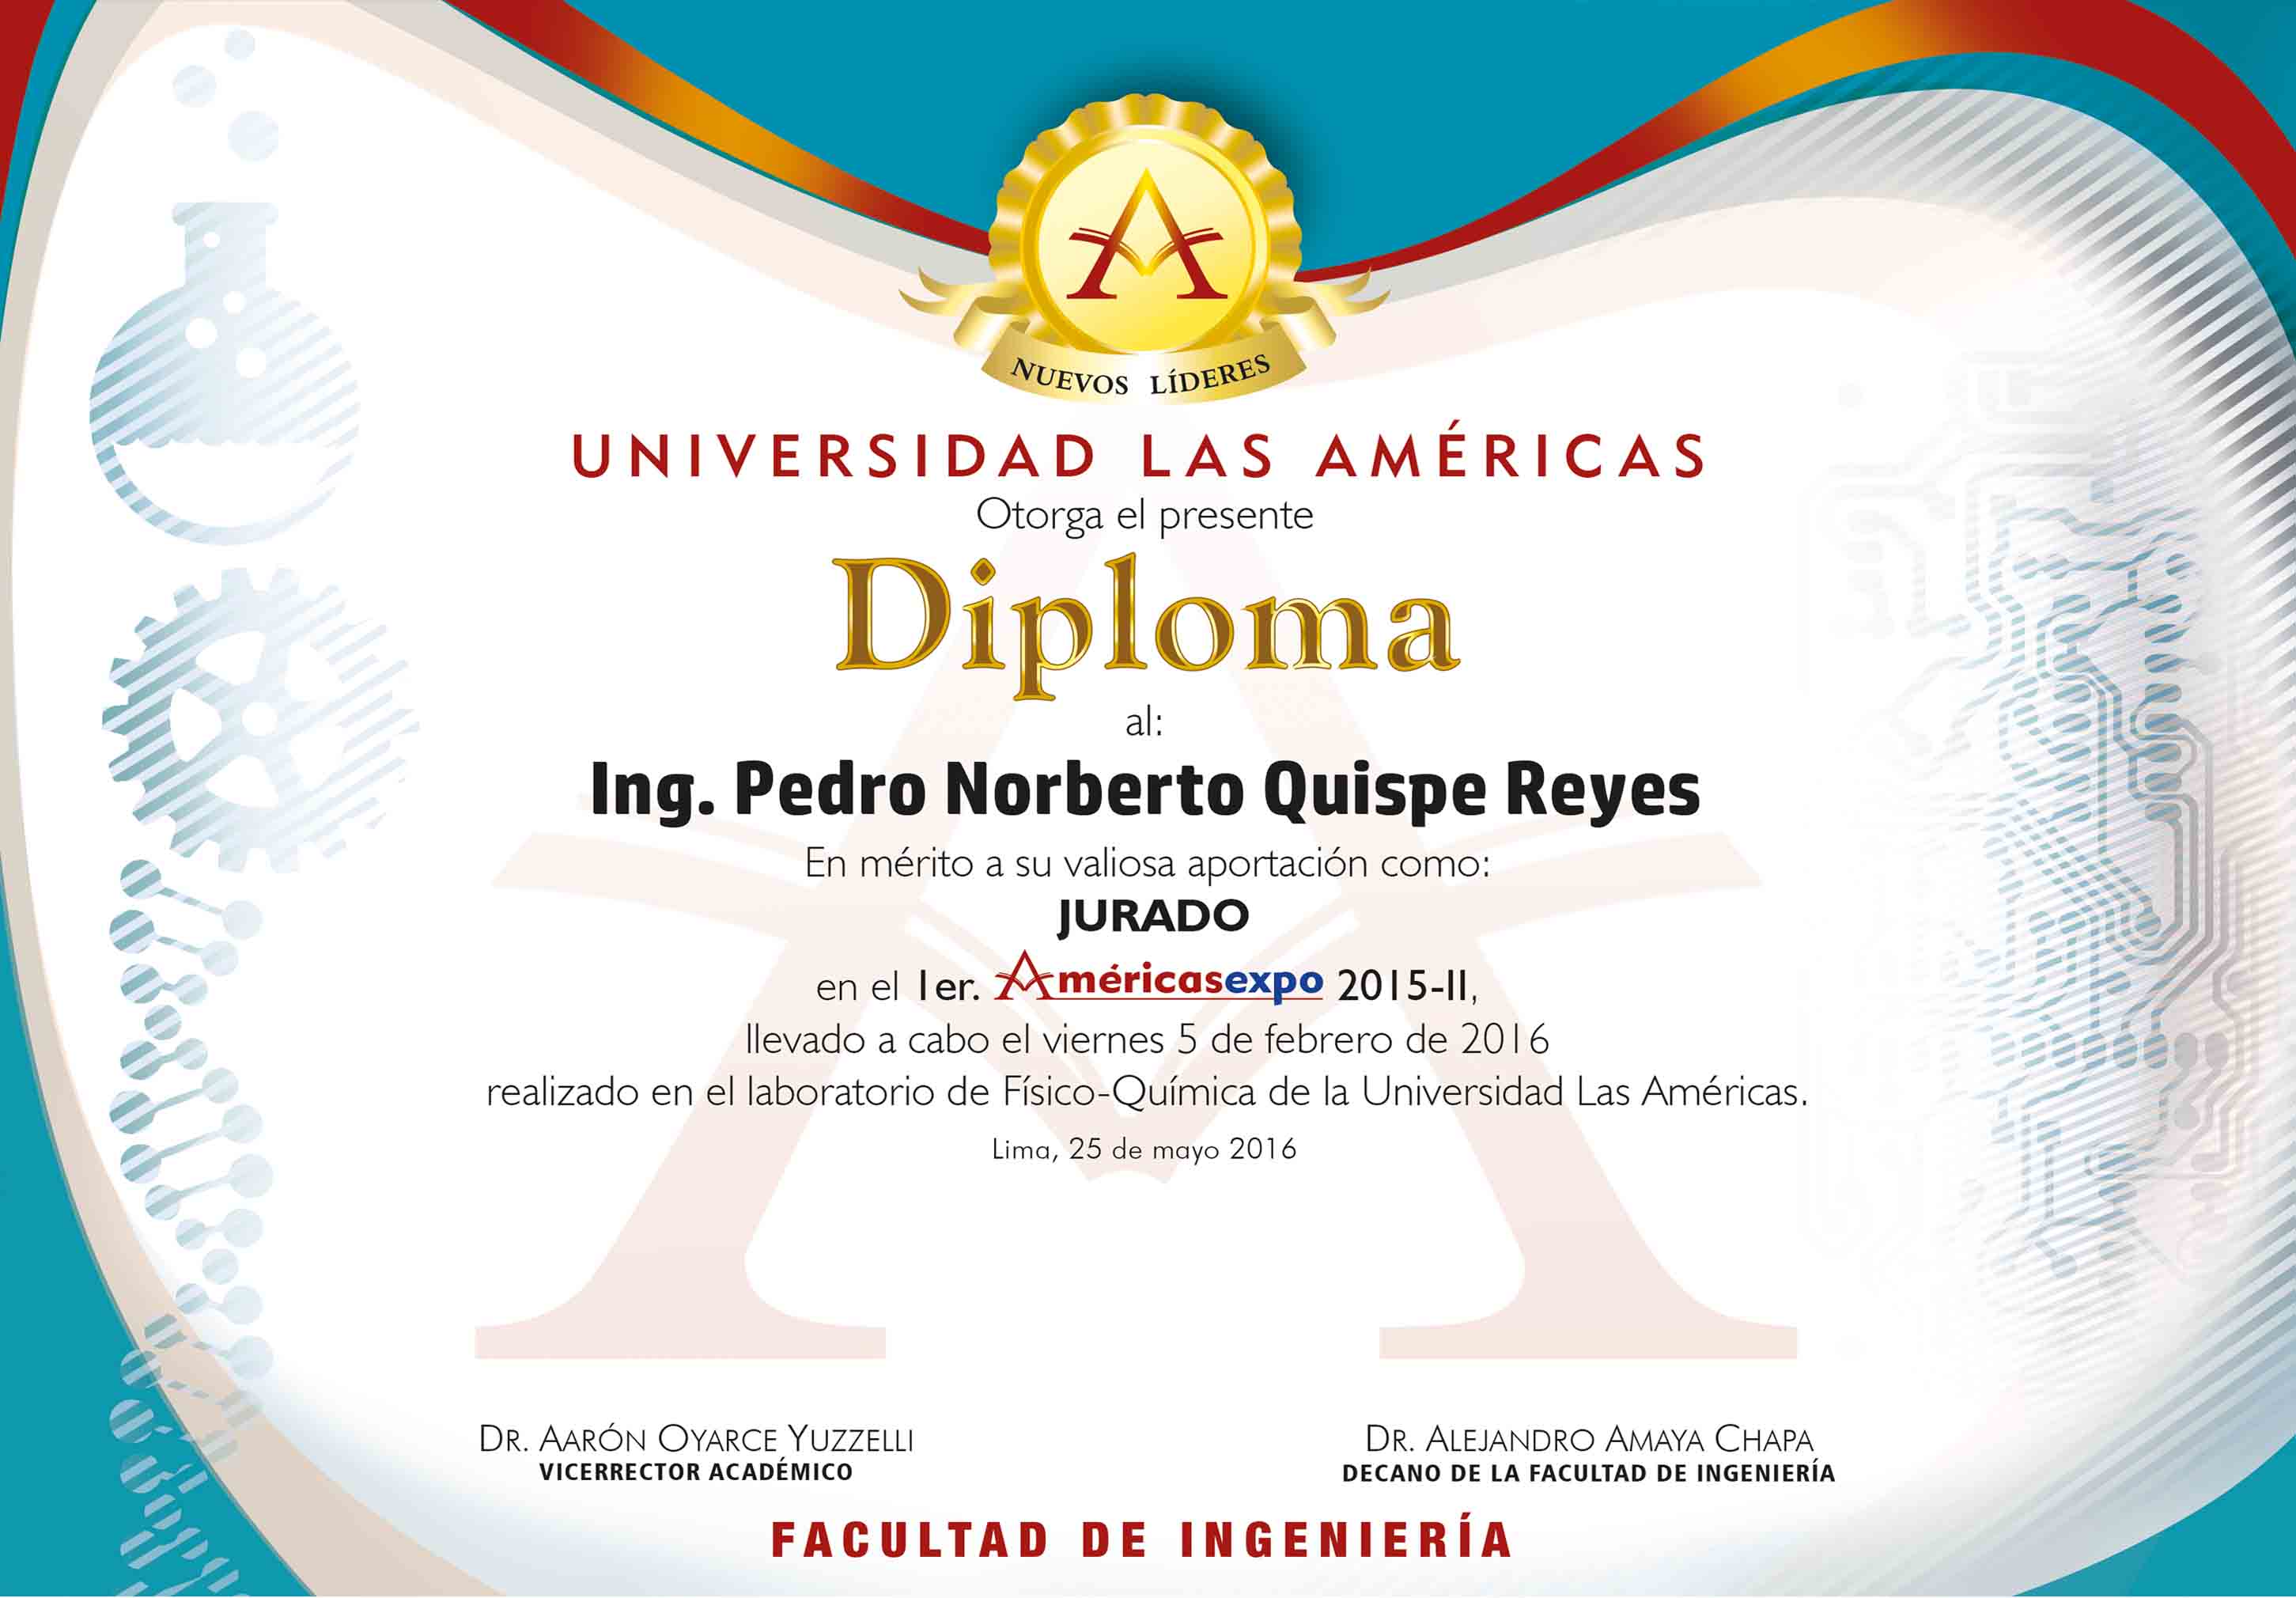 NUEVOS LÍDERES
UNIVERSIDAD LAS AMÉRICAS
Otorga el presente
Diploma
al:
Ing. Pedro Norberto Quispe Reyes
En mérito a su valiosa aportación como:
JURADO
en el 1er. Américasexpo 2015-II,
llevado a cabo el viernes 5 de febrero de 2016
realizado en el laboratorio de Físico-Química de la Universidad Las Américas.
Lima, 25 de mayo 2016
DR. AARÓN OYARCE YUZZELLI
VICERRECTOR ACADÉMICO
DR. ALEJANDRO AMAYA CHAPA
DECANO DE LA FACULTAD DE INGENIERÍA
FACULTAD DE INGENIERÍA